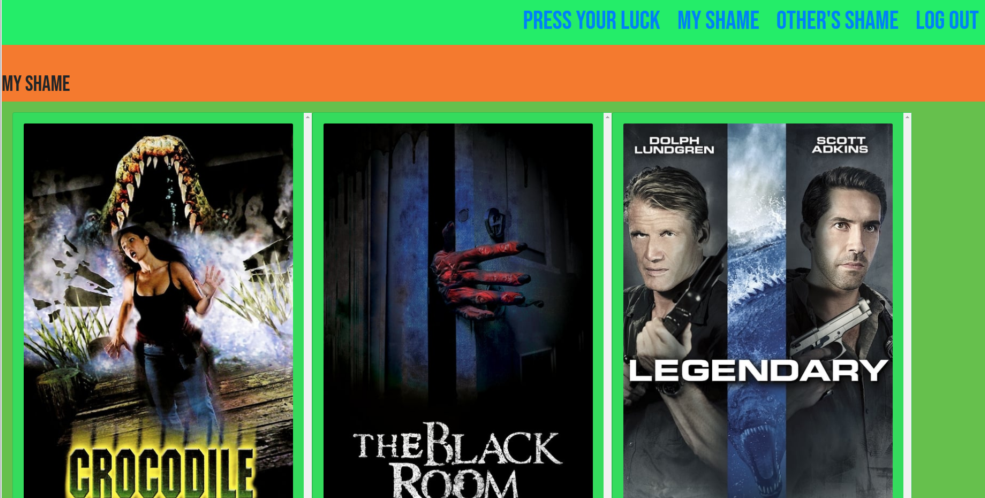 PRESS YOUR LUCK MY SHAME OTHER'S SHAME LOG OUT
MY SHAME
CROCODILE
THE BLACK
ROOM
DOLPH
LUNDGREN
SCOTT
ADKINS
LEGENDARY